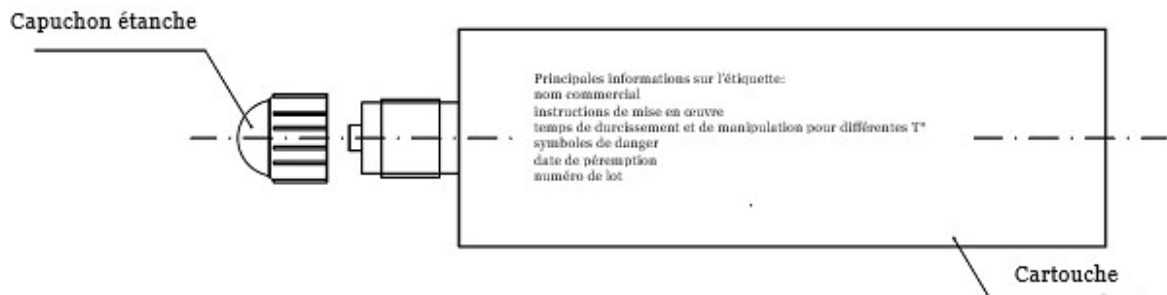 Capuchon étanche
Principales informations sur l'étiquette:
nom commercial
instructions de mise en œuvre
temps de durcissement et de manipulation pour différentes T°
symboles de danger
date de péremption
numéro de lot
Cartouche